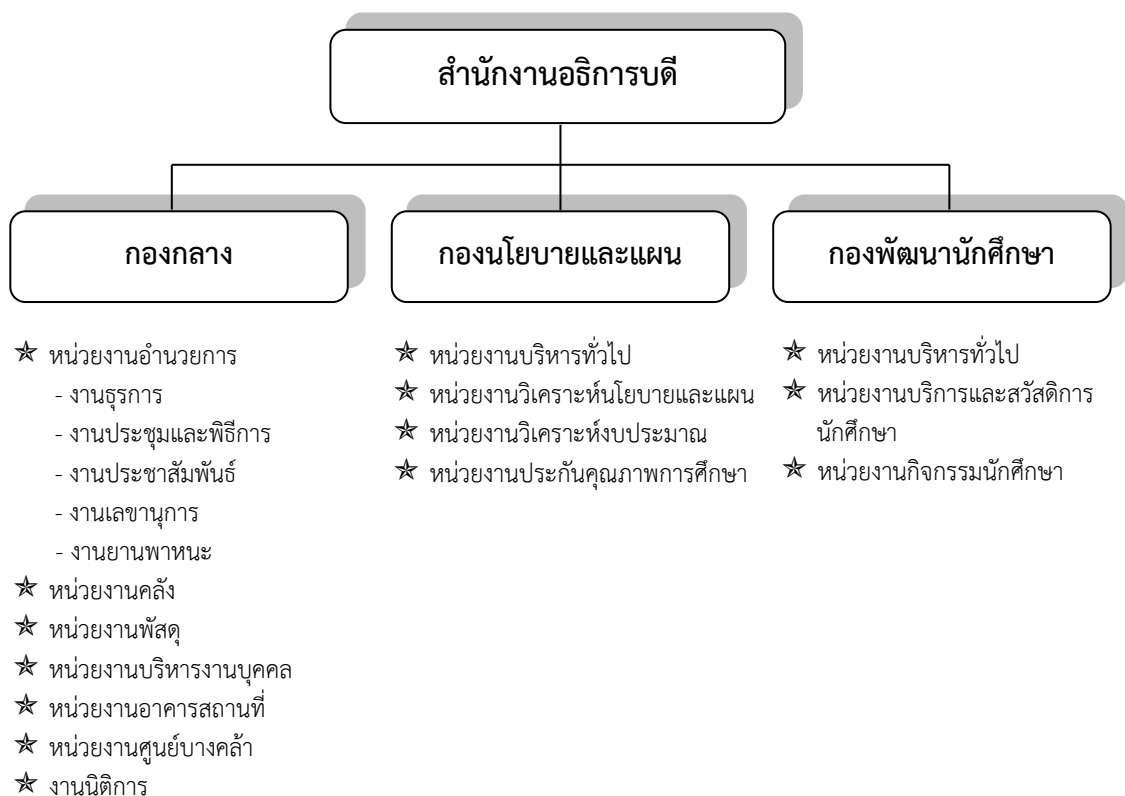 สำนักงานอธิการบดี
กองกลาง
หน่วยงานอำนวยการ
- งานธุรการ
- งานประชุมและพิธีการ
- งานประชาสัมพันธ์
- งานเลขานุการ
- งานยานพาหนะ
หน่วยงานคลัง
หน่วยงานพัสดุ
หน่วยงานบริหารงานบุคคล
หน่วยงานอาคารสถานที่
หน่วยงานศูนย์บางคล้า
งานนิติการ
กองนโยบายและแผน
หน่วยงานบริหารทั่วไป
หน่วยงานวิเคราะห์นโยบายและแผน
หน่วยงานวิเคราะห์งบประมาณ
หน่วยงานประกันคุณภาพการศึกษา
กองพัฒนานักศึกษา
หน่วยงานบริหารทั่วไป
หน่วยงานบริการและสวัสดิการ
นักศึกษา
หน่วยงานกิจกรรมนักศึกษา